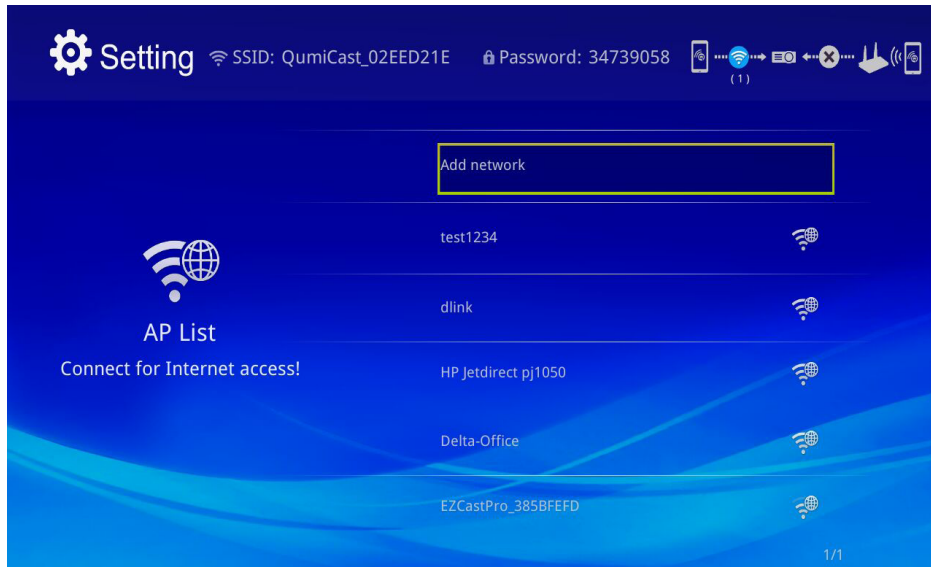 Setting SSID: QumiCast_02EED21E Password: 34739058
(1)
Add network
test1234
dlink
AP List
Connect for Internet access!
HP Jetdirect pj1050
Delta-Office
EZCastPro_385BFEFD
1/1